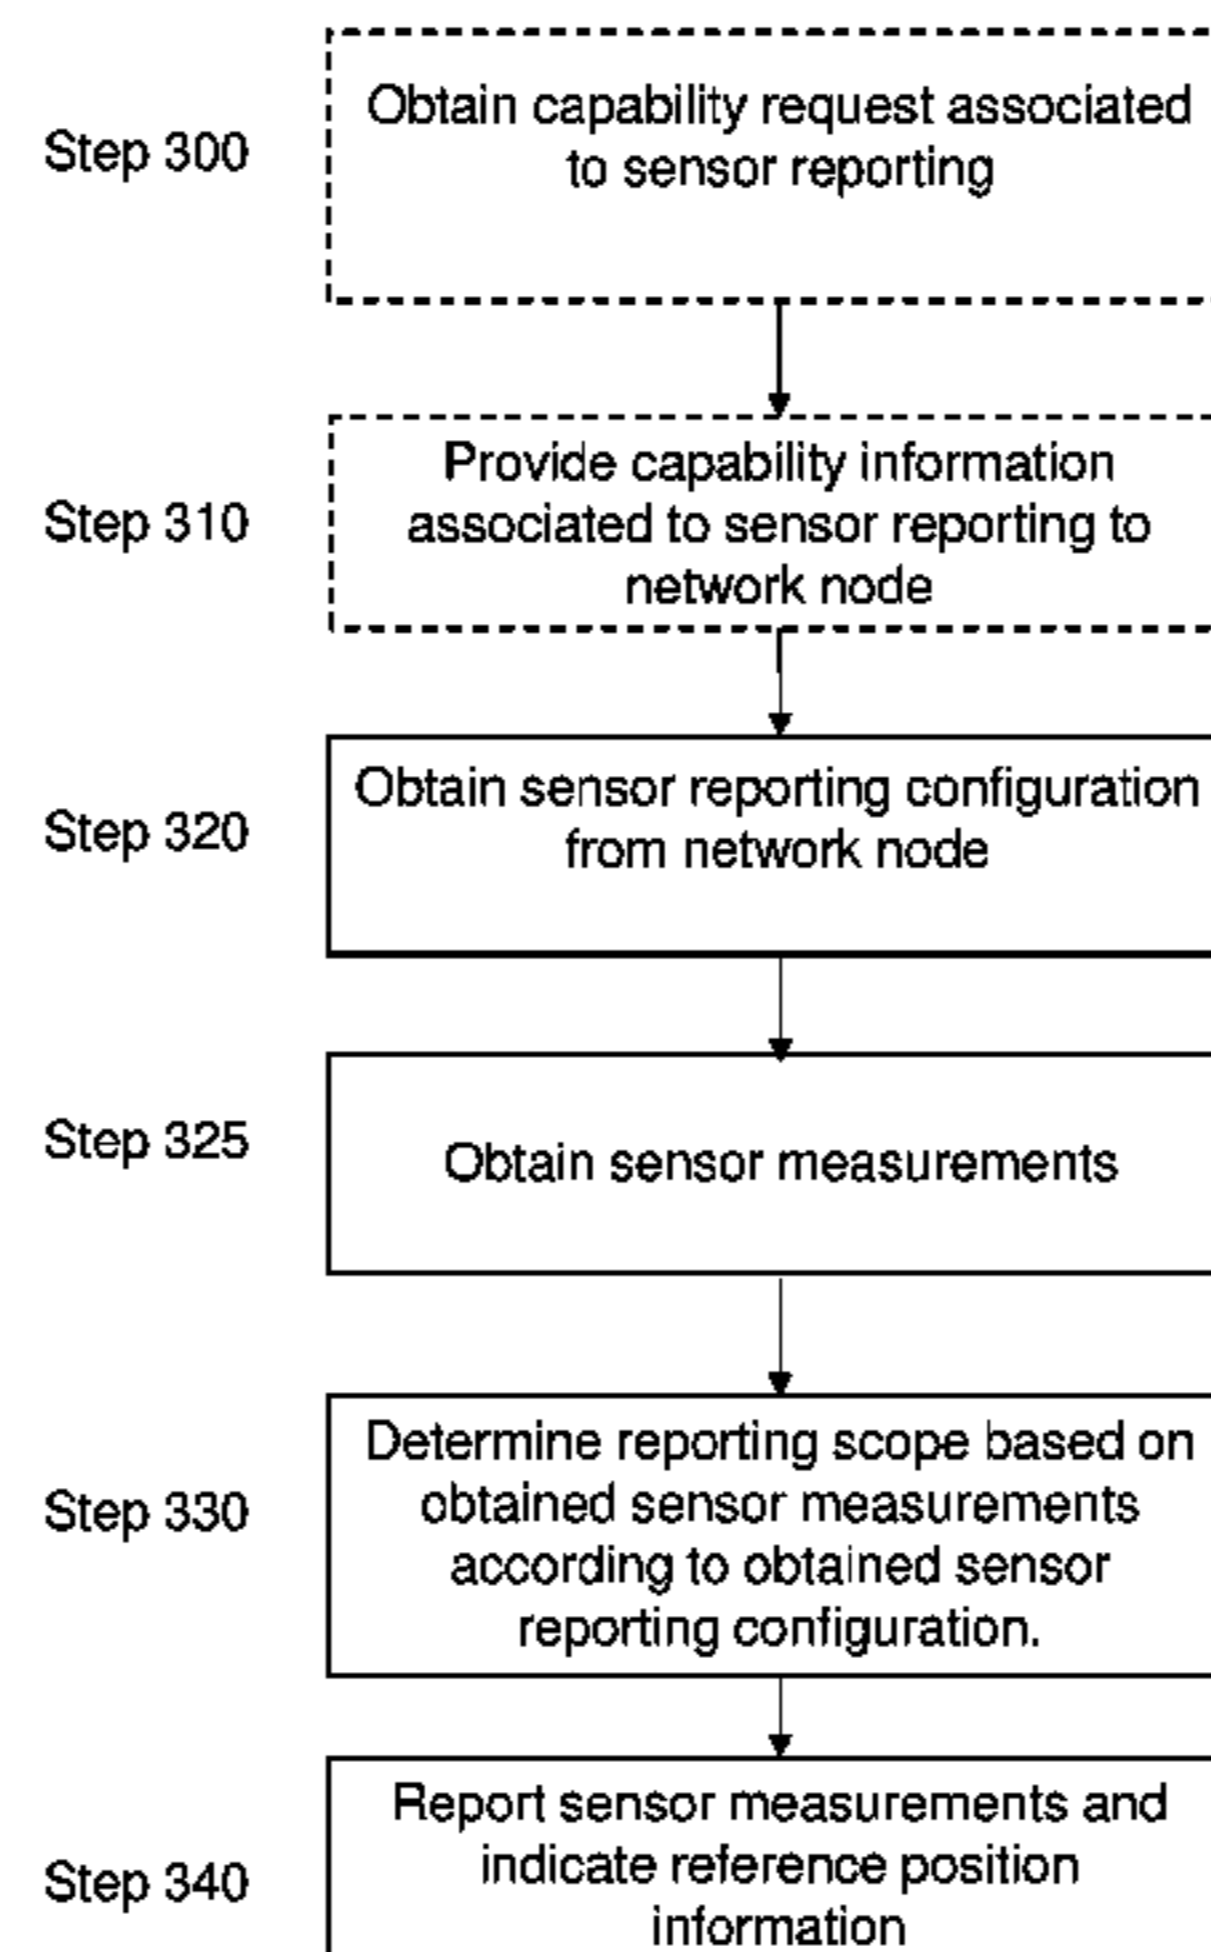 Step 300
Obtain capability request associated
to sensor reporting
Step 310
Provide capability information
associated to sensor reporting to
network node
Step 320
Obtain sensor reporting configuration
from network node
Step 325
Obtain sensor measurements
Step 330
Determine reporting scope based on
obtained sensor measurements
according to obtained sensor
reporting configuration.
Step 340
Report sensor measurements and
indicate reference position
information